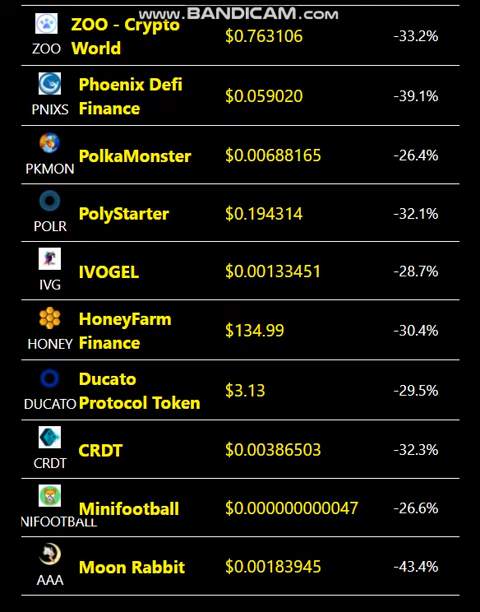 www.BANDICAM.com
ZOO - Crypto
World
$0.763106
-33.2%
ZOO
Phoenix Defi
Finance
$0.059020
-39.1%
PNIXS
PolkaMonster
$0.00688165
-26.4%
PKMON
PolyStarter
$0.194314
-32.1%
POLR
IVOGEL
$0.00133451
-28.7%
IVG
HoneyFarm
Finance
$134.99
-30.4%
HONEY
Ducato
Protocol Token
$3.13
-29.5%
DUCATO
CRDT
$0.00386503
-32.3%
CRDT
Minifootball
$0.000000000047
-26.6%
NIFOOTBALL
Moon Rabbit
$0.00183945
-43.4%
AAA